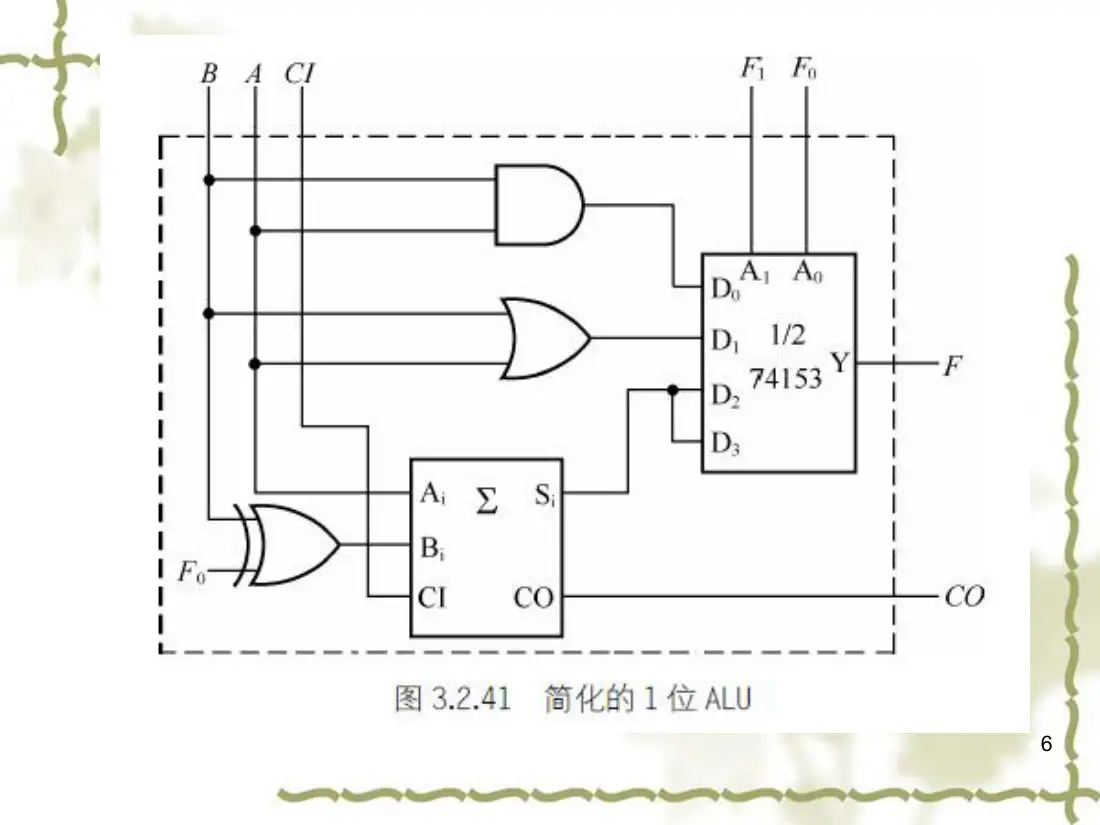 B A CI F₁ F₀
A₁ A₀
D₀
1/2
D₁
Y F
74153
D₂
D₃
Aᵢ Σ Sᵢ
Bᵢ
F₀
CI CO CO
图 3.2.41 简化的 1 位 ALU
6